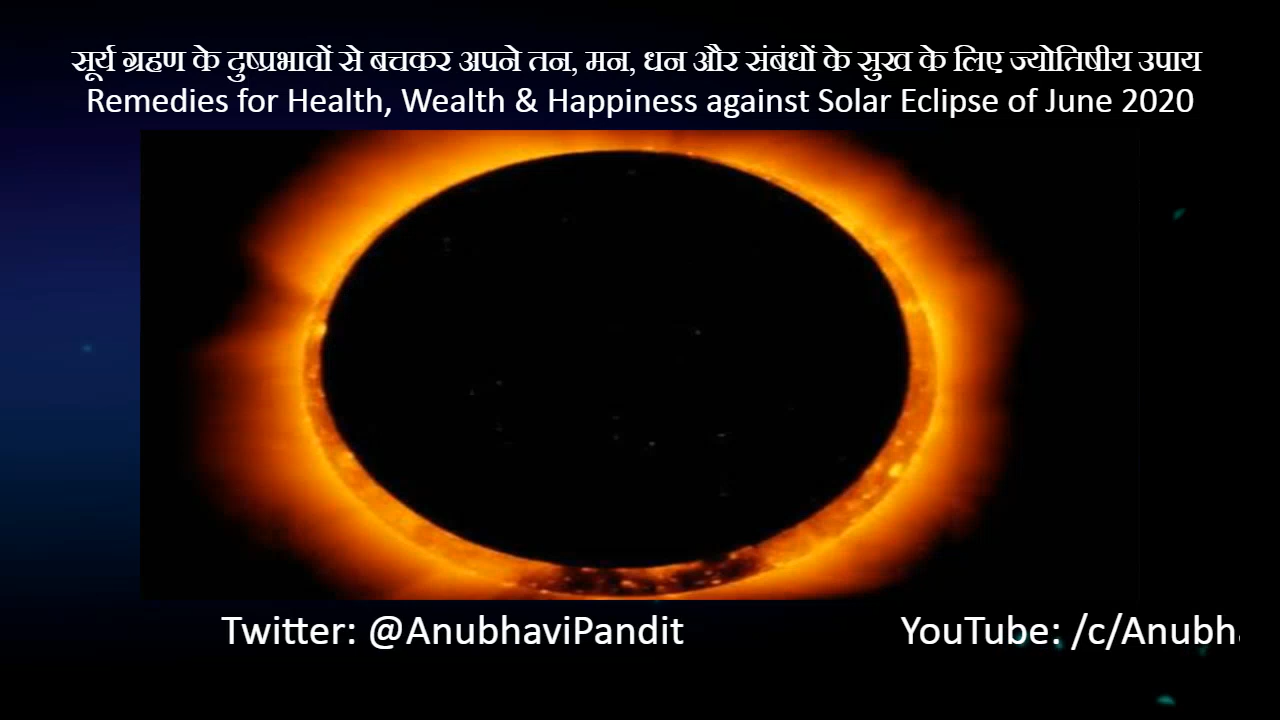 सूर्य ग्रहण के दुष्प्रभावों से बचकर अपने तन, मन, धन और संबंधों के सुख के लिए ज्योतिषीय उपाय
Remedies for Health, Wealth & Happiness against Solar Eclipse of June 2020
Twitter: @AnubhaviPandit YouTube: /c/Anubh